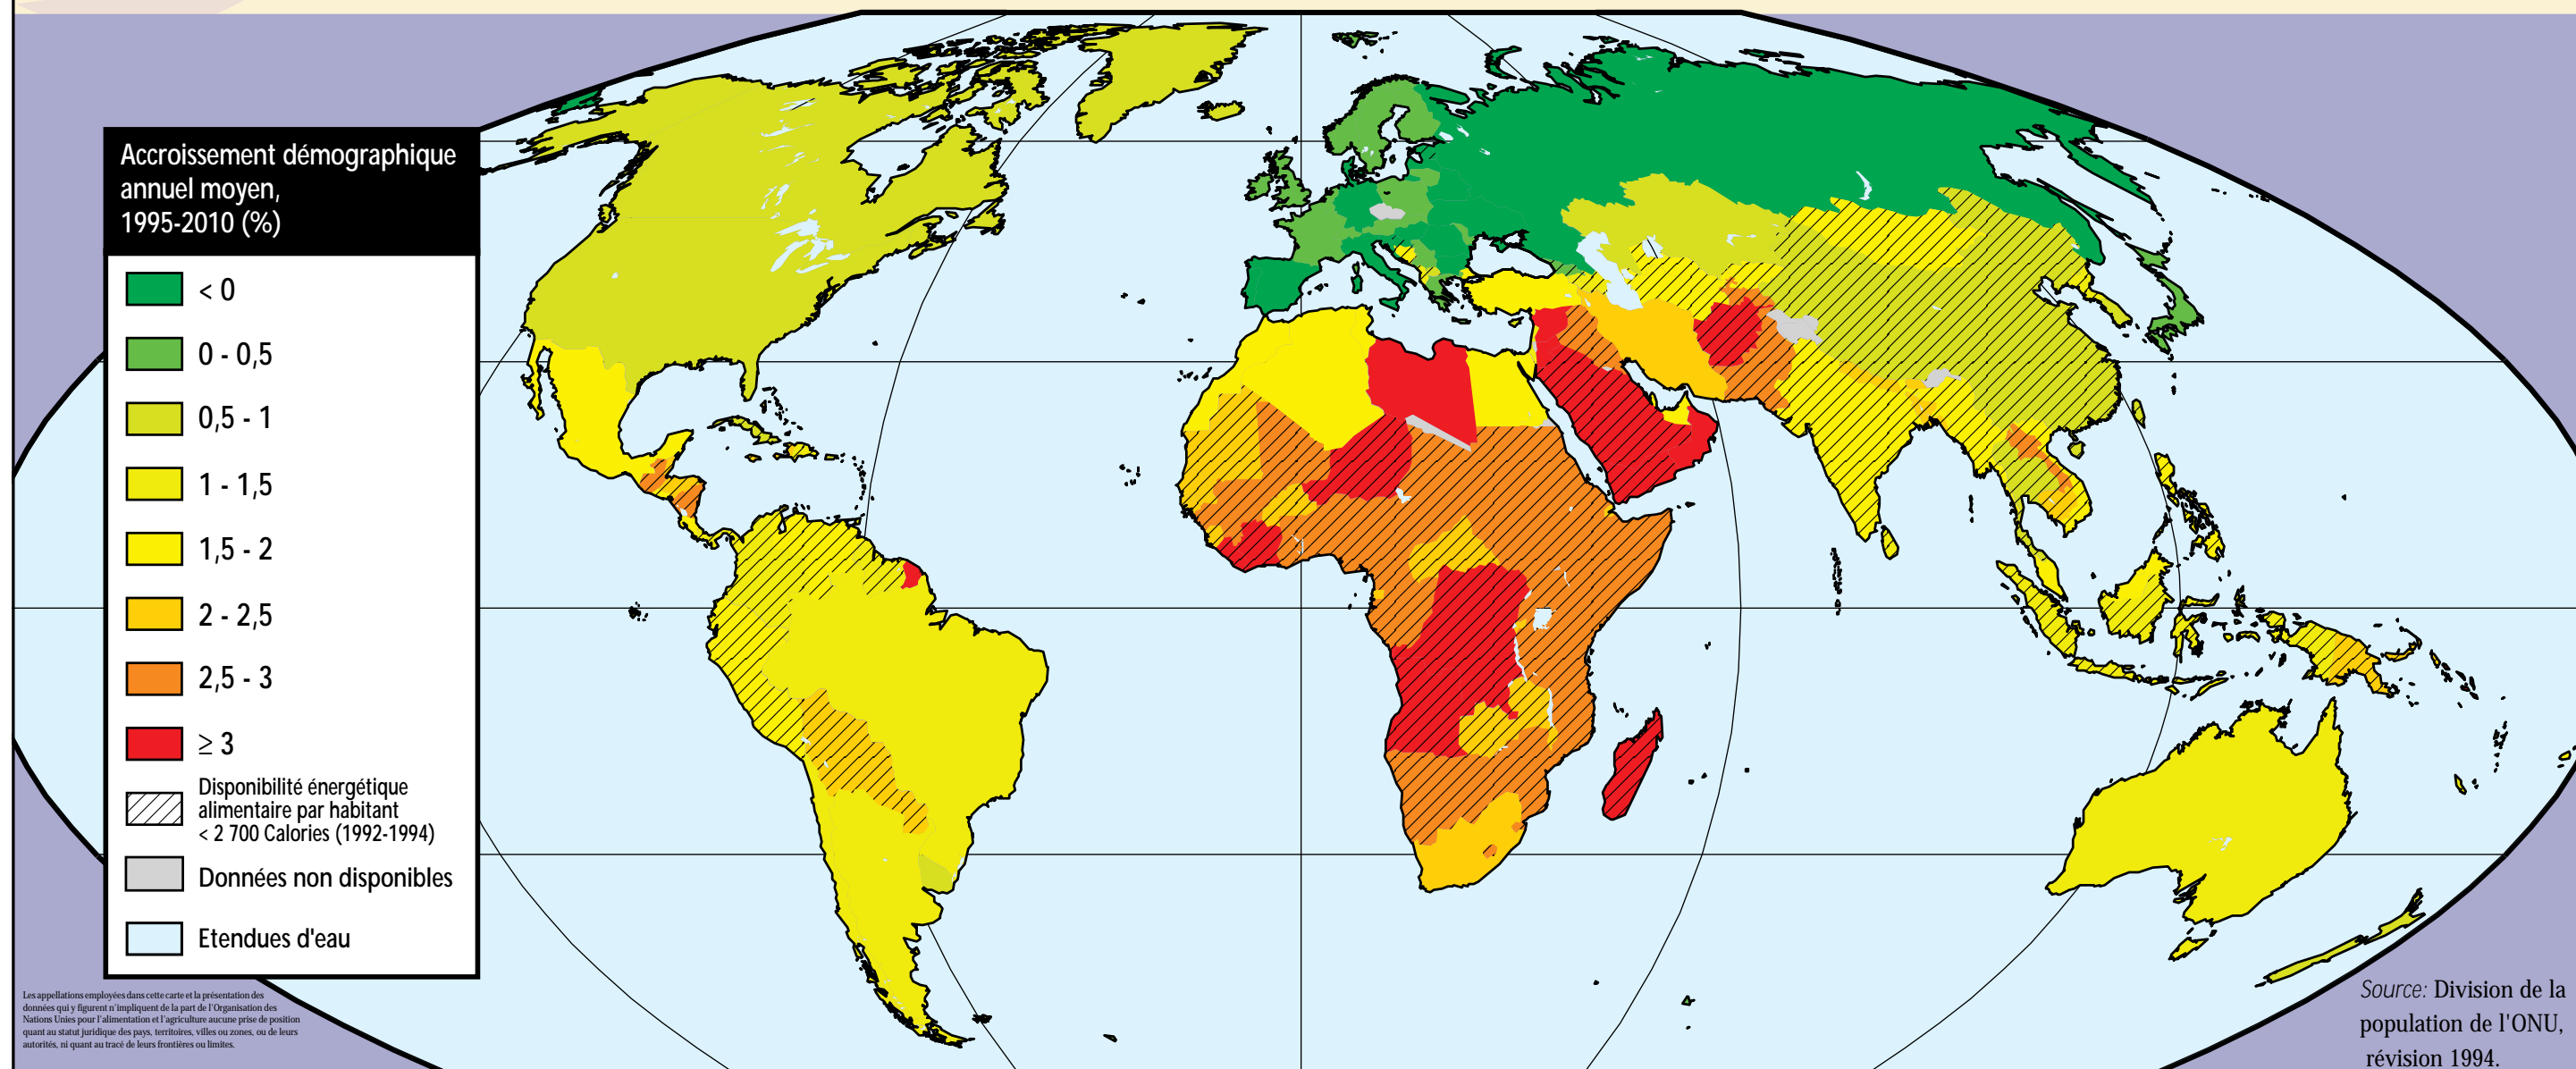 Accroissement démographique
annuel moyen,
1995-2010 (%)
< 0
0 - 0,5
0,5 - 1
1 - 1,5
1,5 - 2
2 - 2,5
2,5 - 3
≥ 3
Disponibilité énergétique
alimentaire par habitant
< 2 700 Calories (1992-1994)
Données non disponibles
Etendues d'eau
Les appellations employées dans cette carte et la présentation des
données qui y figurent n'impliquent de la part de l'Organisation des
Nations Unies pour l'alimentation et l'agriculture aucune prise de position
quant au statut juridique des pays, territoires, villes ou zones, ou de leurs
autorités, ni quant au tracé de leurs frontières ou limites.
Source: Division de la
population de l'ONU,
révision 1994.